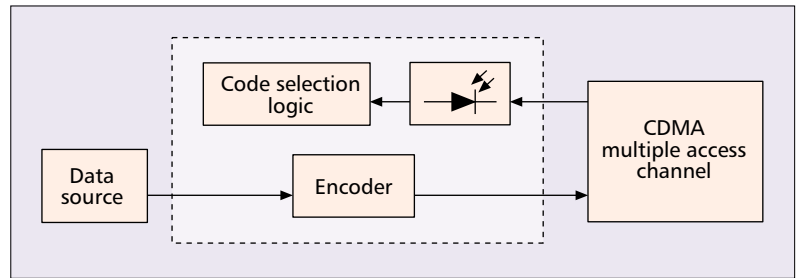 Code selection
logic
CDMA
multiple access
channel
Data
source
Encoder